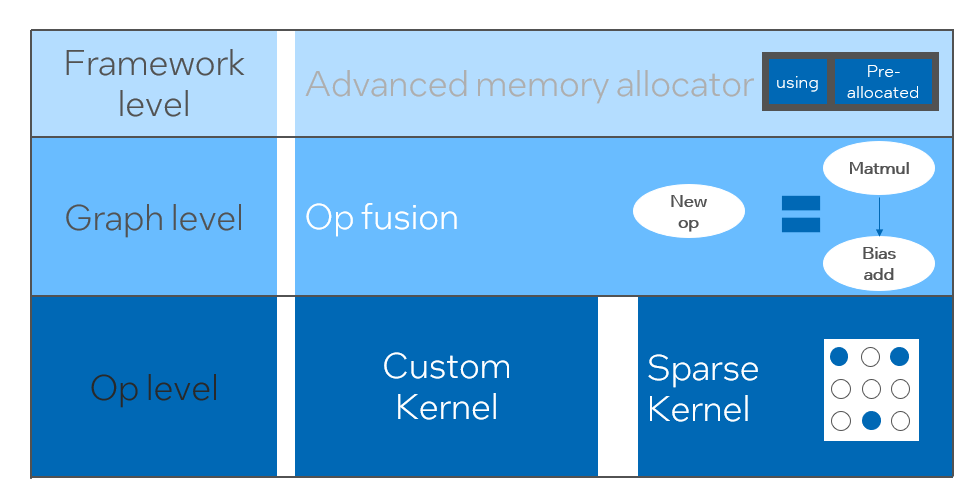 Framework
level
Advanced memory allocator
using
Pre-
allocated
Graph level
Op fusion
New
op
Matmul
Bias
add
Op level
Custom
Kernel
Sparse
Kernel